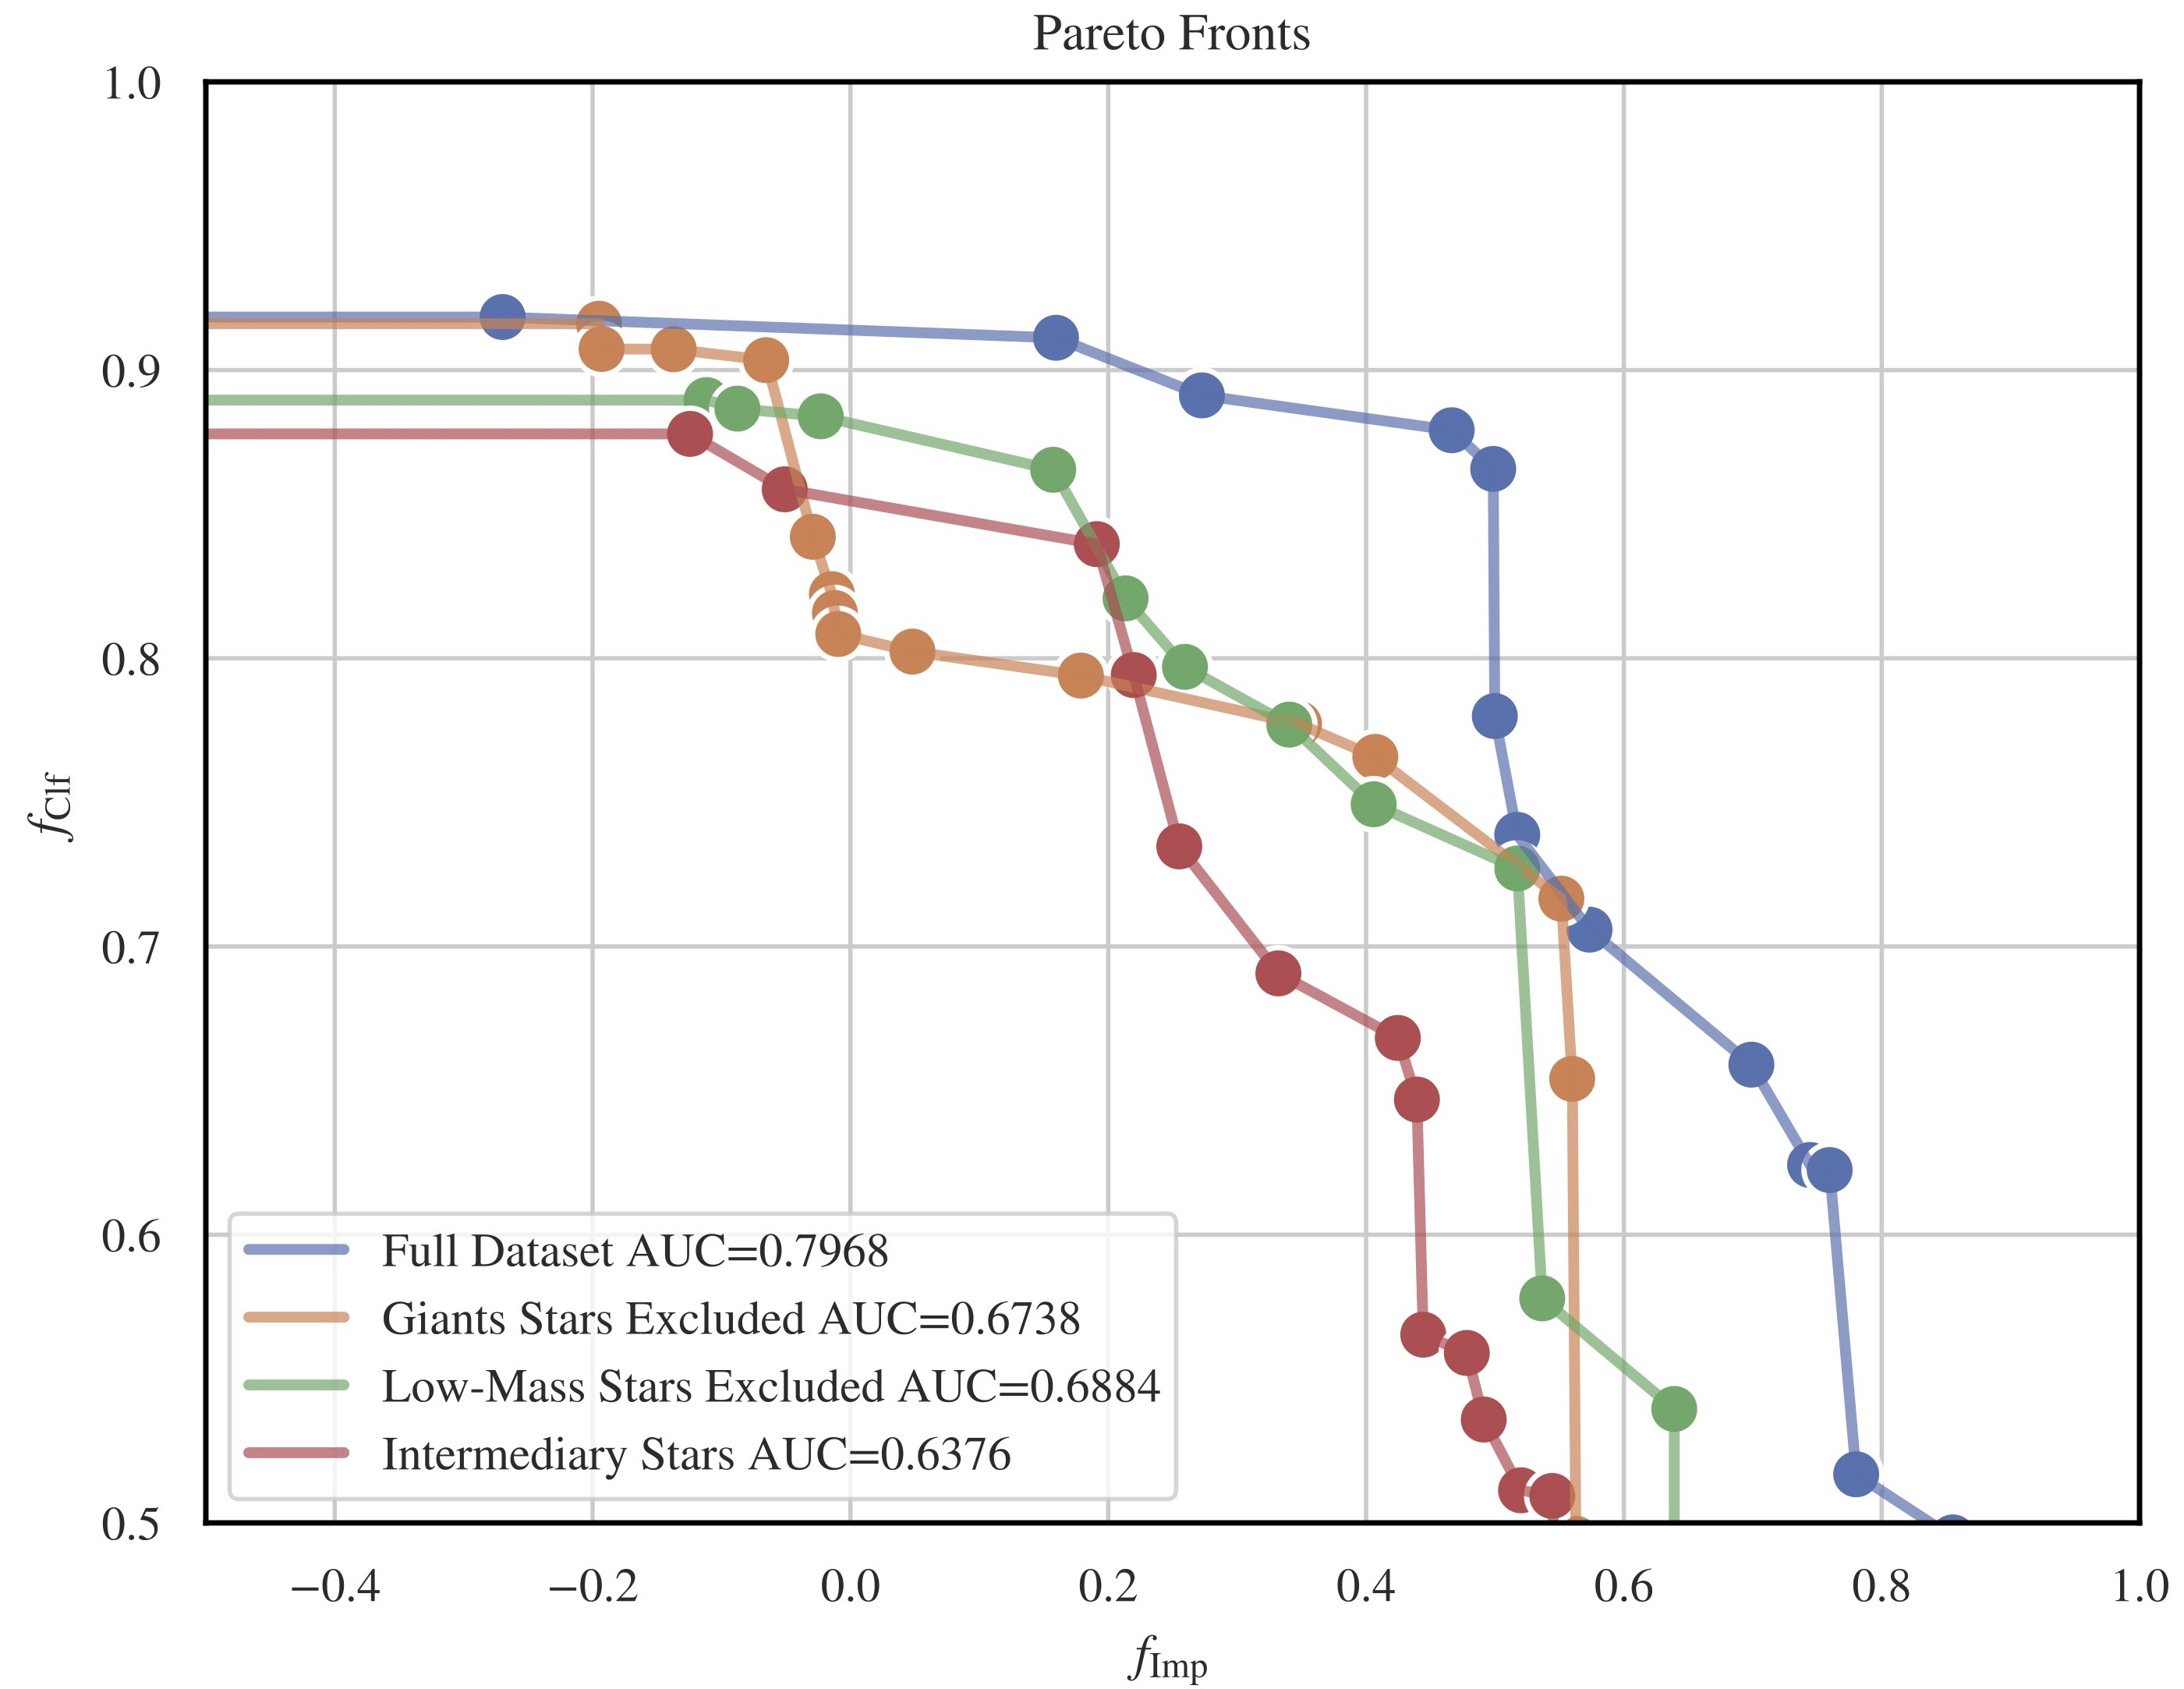 Pareto Fronts
1.0
0.9
0.8
0.7
0.6
0.5
fClf
Full Dataset AUC=0.7968
Giants Stars Excluded AUC=0.6738
Low-Mass Stars Excluded AUC=0.6884
Intermediary Stars AUC=0.6376
−0.4 −0.2 0.0 0.2 0.4 0.6 0.8 1.0
fImp